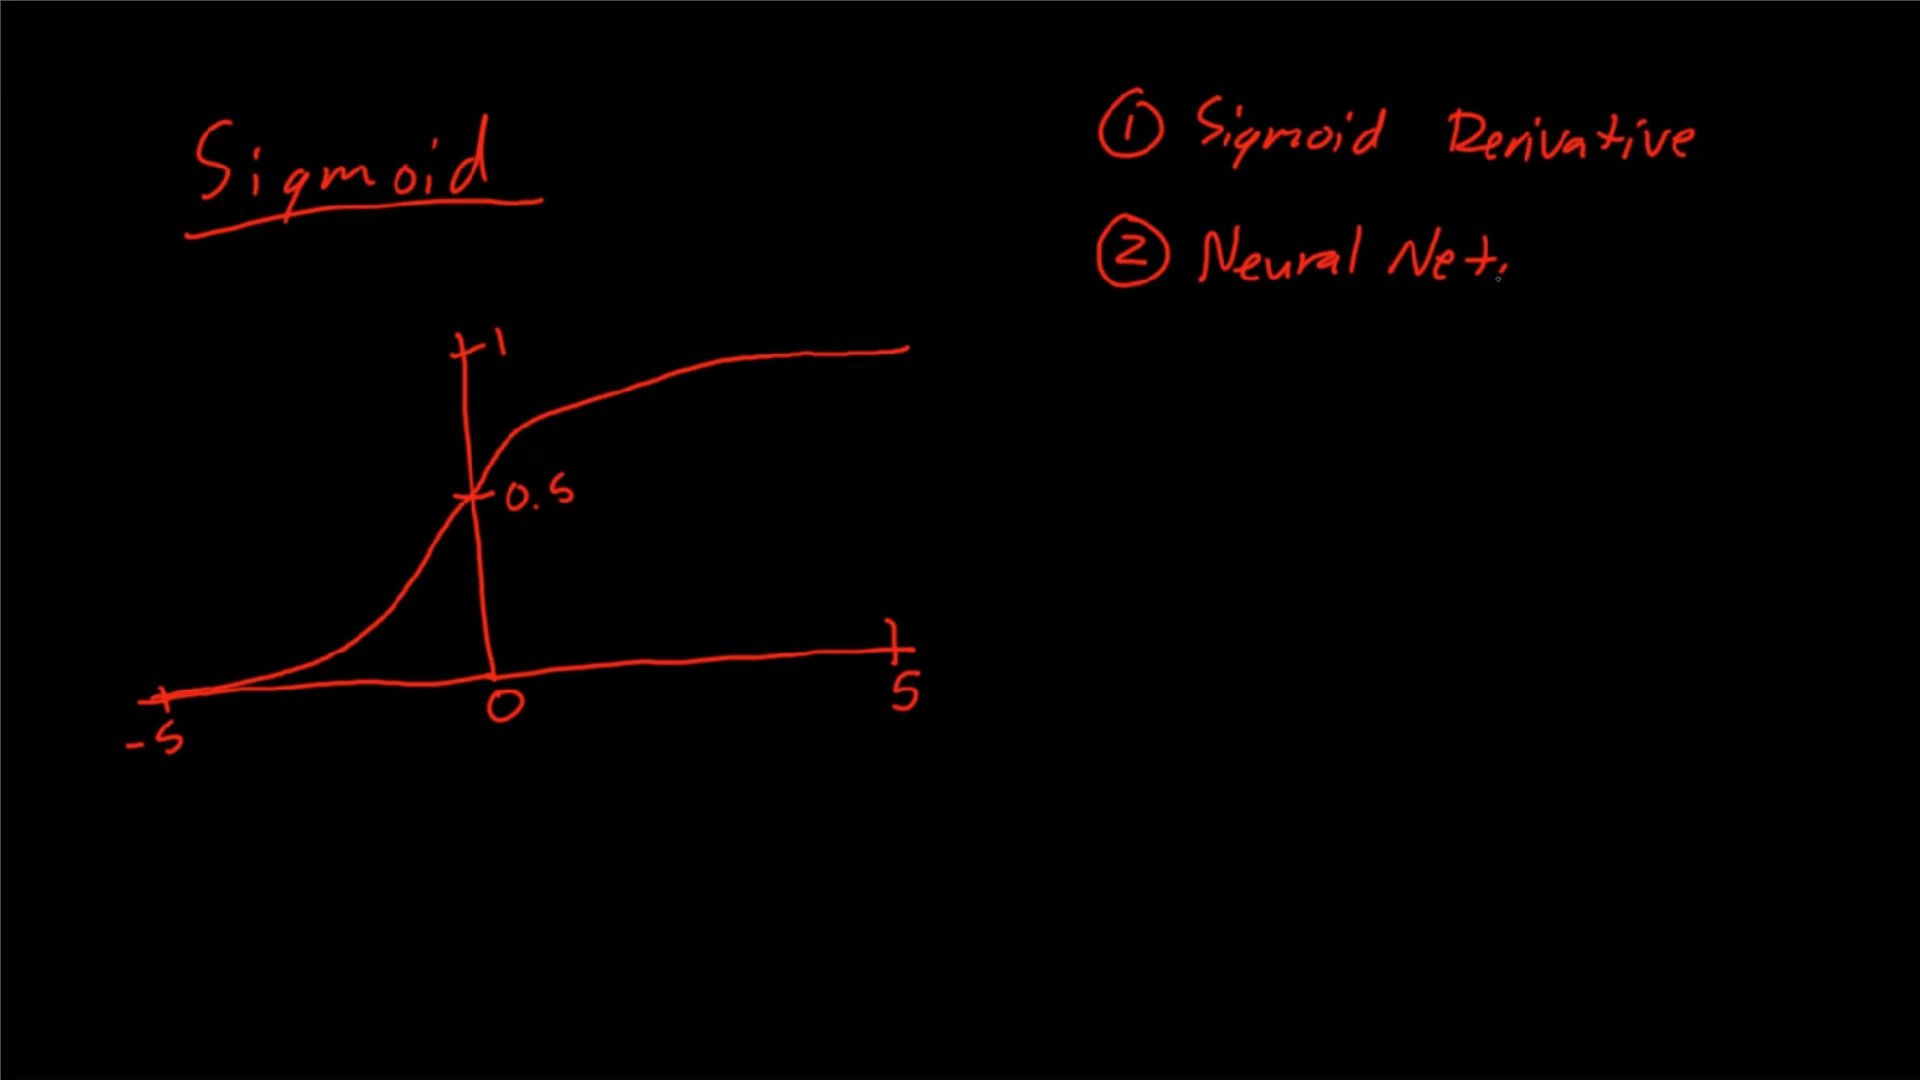 Sigmoid
① Sigmoid Derivative
② Neural Net.
1
0.5
-5 0 5